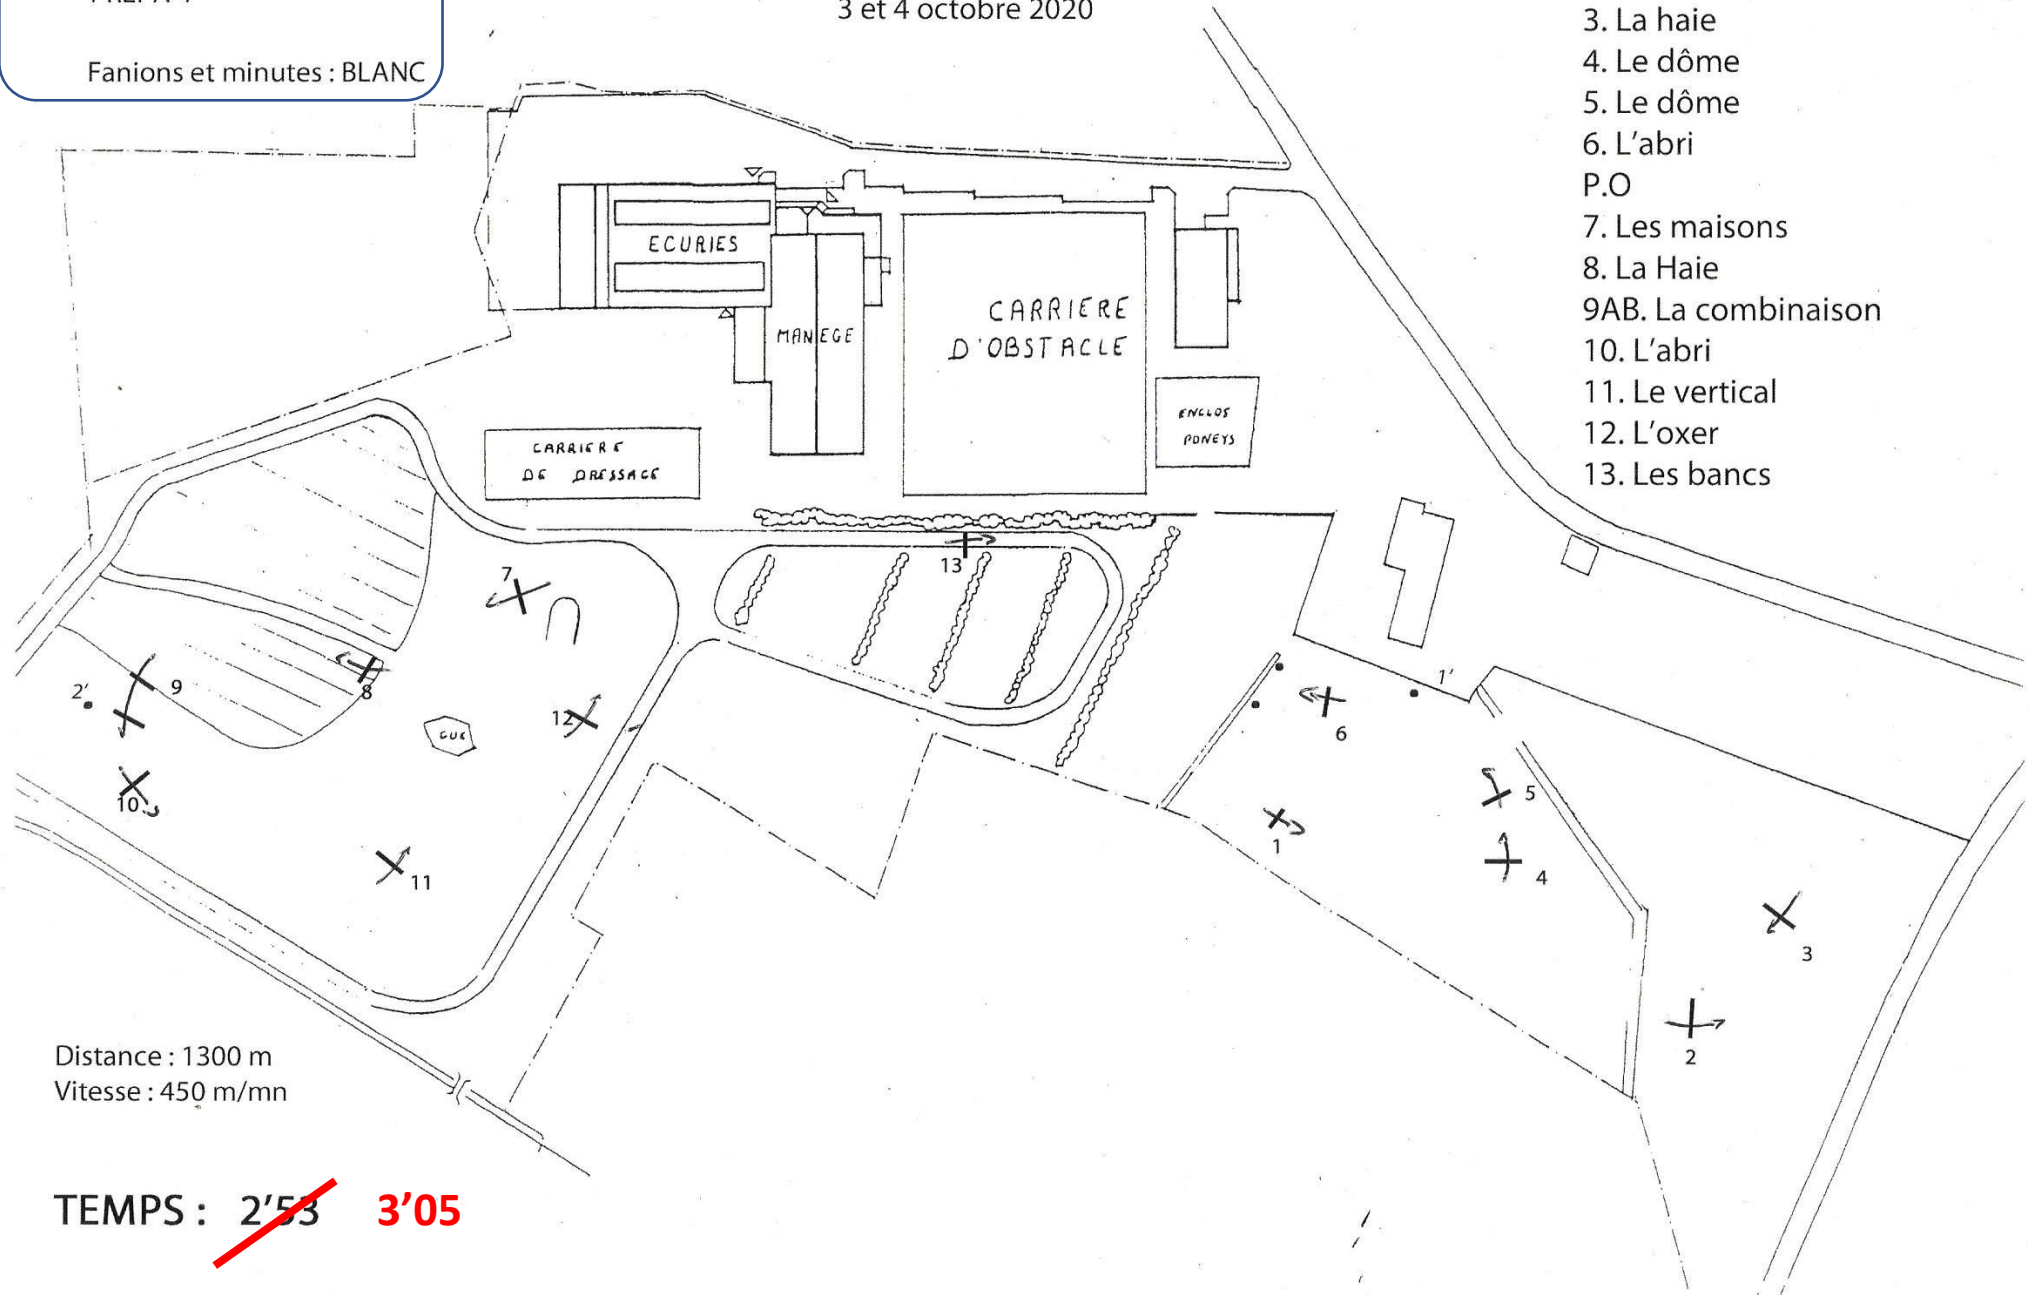 Fanions et minutes : BLANC
3 et 4 octobre 2020
3. La haie
4. Le dôme
5. Le dôme
6. L'abri
P.O
7. Les maisons
8. La Haie
9AB. La combinaison
10. L'abri
11. Le vertical
12. L'oxer
13. Les bancs
ECURIES
MANEGE
CARRIERE
D'OBSTACLE
ENCLOS
PONEYS
CARRIERE
DE DRESSAGE
13
7
8
9
2'
12
GUE
10
11
1'
6
5
1
4
3
2
Distance : 1300 m
Vitesse : 450 m/mn
TEMPS : 2'53 3'05